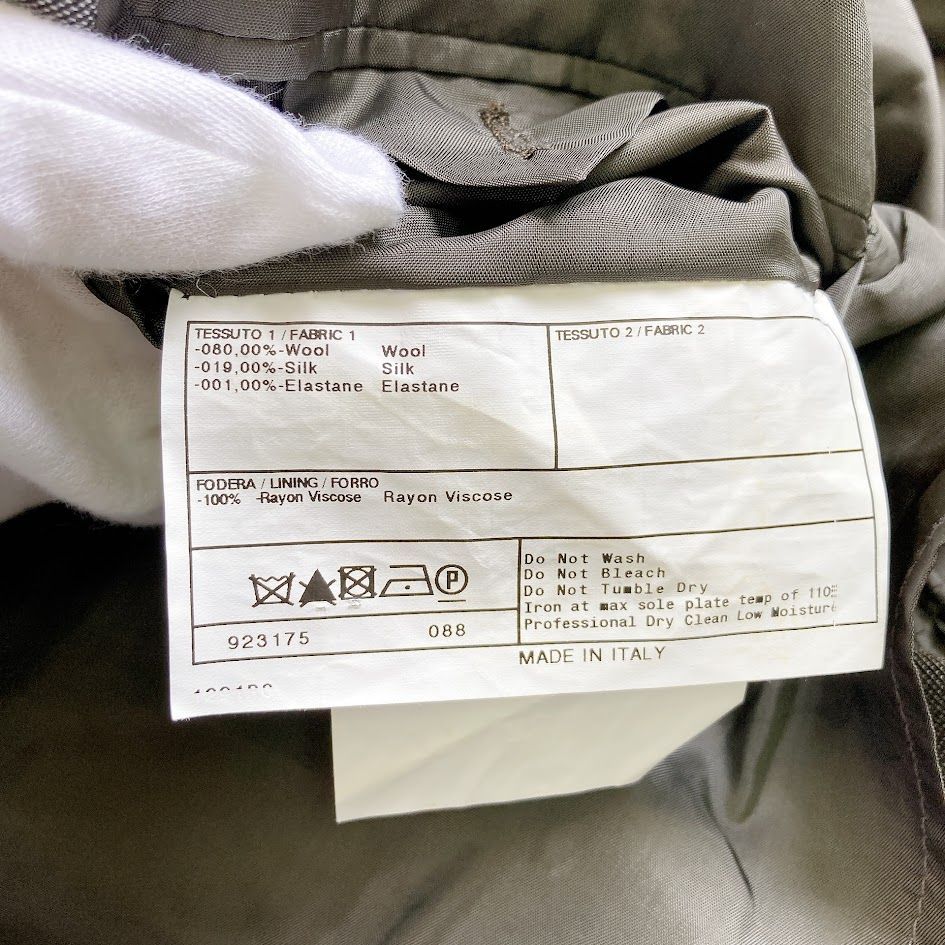 TESSUTO 1 / FABRIC 1
-080,00%-Wool Wool
-019,00%-Silk Silk
-001,00%-Elastane Elastane
TESSUTO 2 / FABRIC 2
FODERA / LINING / FORRO
-100% -Rayon Viscose Rayon Viscose
P
923175 088
Do Not Wash
Do Not Bleach
Do Not Tumble Dry
Iron at max sole plate temp of 110
Professional Dry Clean Low Moisture
MADE IN ITALY